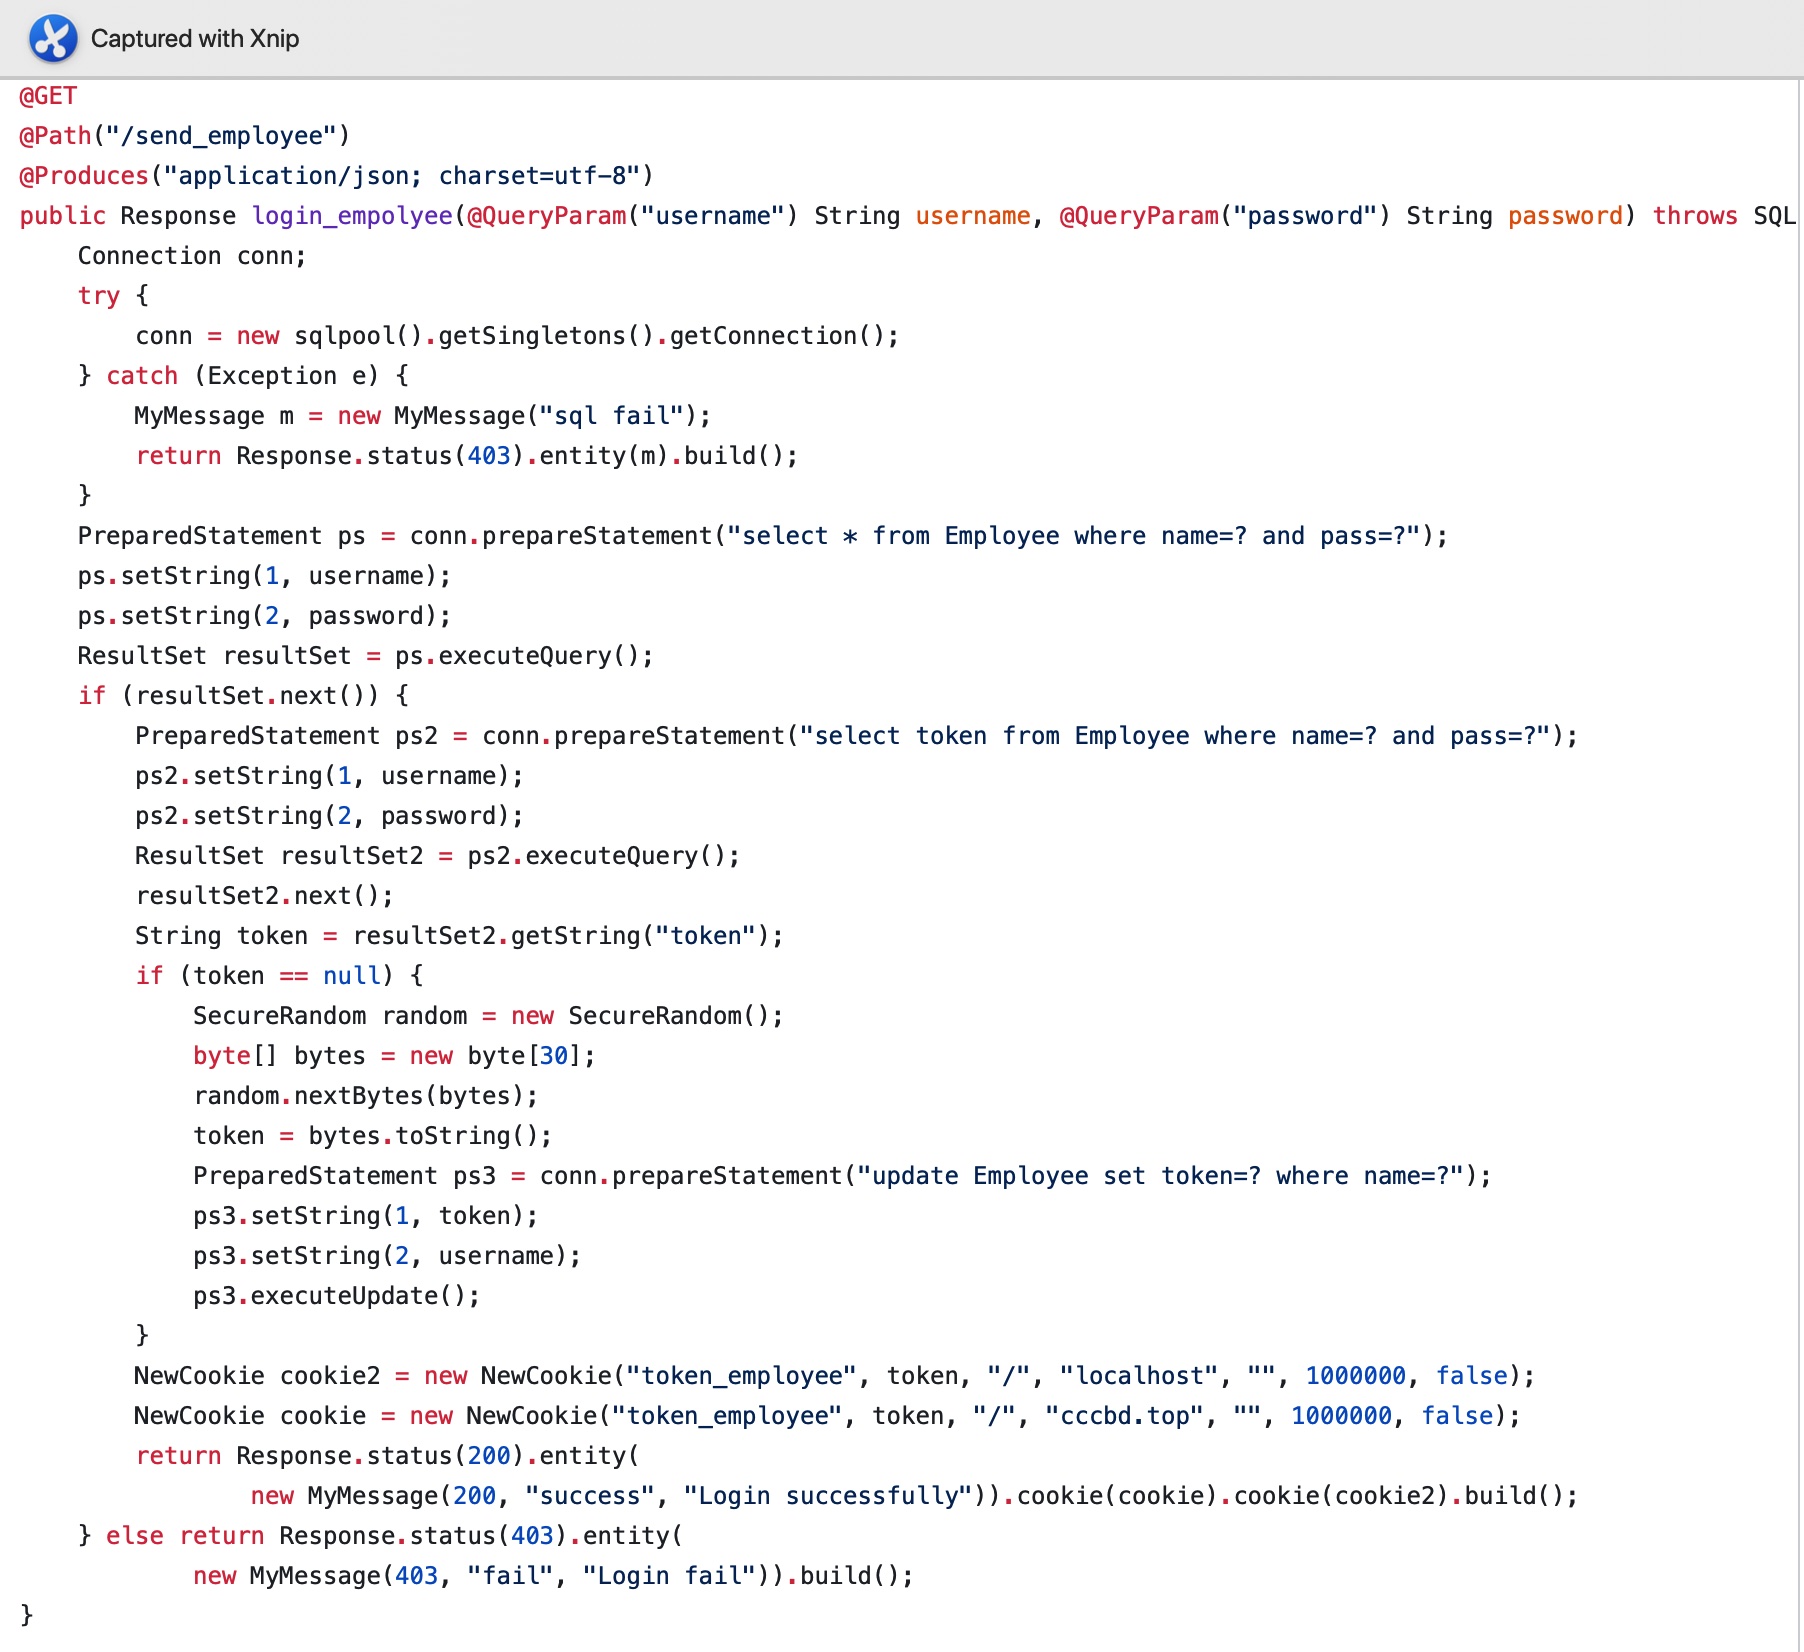 Captured with Xnip
@GET
@Path("/send_employee")
@Produces("application/json; charset=utf-8")
public Response login_empolyee(@QueryParam("username") String username, @QueryParam("password") String password) throws SQL
    Connection conn;
    try {
        conn = new sqlpool().getSingletons().getConnection();
    } catch (Exception e) {
        MyMessage m = new MyMessage("sql fail");
        return Response.status(403).entity(m).build();
    }
    PreparedStatement ps = conn.prepareStatement("select * from Employee where name=? and pass=?");
    ps.setString(1, username);
    ps.setString(2, password);
    ResultSet resultSet = ps.executeQuery();
    if (resultSet.next()) {
        PreparedStatement ps2 = conn.prepareStatement("select token from Employee where name=? and pass=?");
        ps2.setString(1, username);
        ps2.setString(2, password);
        ResultSet resultSet2 = ps2.executeQuery();
        resultSet2.next();
        String token = resultSet2.getString("token");
        if (token == null) {
            SecureRandom random = new SecureRandom();
            byte[] bytes = new byte[30];
            random.nextBytes(bytes);
            token = bytes.toString();
            PreparedStatement ps3 = conn.prepareStatement("update Employee set token=? where name=?");
            ps3.setString(1, token);
            ps3.setString(2, username);
            ps3.executeUpdate();
        }
        NewCookie cookie2 = new NewCookie("token_employee", token, "/", "localhost", "", 1000000, false);
        NewCookie cookie = new NewCookie("token_employee", token, "/", "cccbd.top", "", 1000000, false);
        return Response.status(200).entity(
                new MyMessage(200, "success", "Login successfully")).cookie(cookie).cookie(cookie2).build();
    } else return Response.status(403).entity(
            new MyMessage(403, "fail", "Login fail")).build();
}